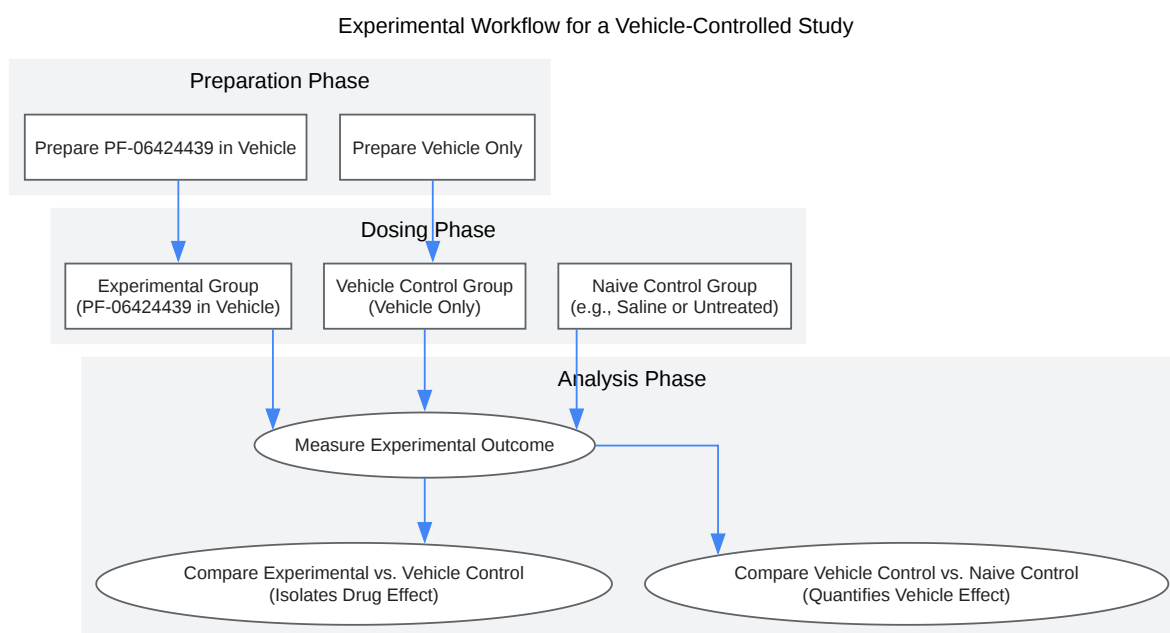 Experimental Workflow for a Vehicle-Controlled Study
Preparation Phase
Prepare PF-06424439 in Vehicle
Prepare Vehicle Only
Dosing Phase
Experimental Group
(PF-06424439 in Vehicle)
Vehicle Control Group
(Vehicle Only)
Naive Control Group
(e.g., Saline or Untreated)
Analysis Phase
Measure Experimental Outcome
Compare Experimental vs. Vehicle Control
(Isolates Drug Effect)
Compare Vehicle Control vs. Naive Control
(Quantifies Vehicle Effect)